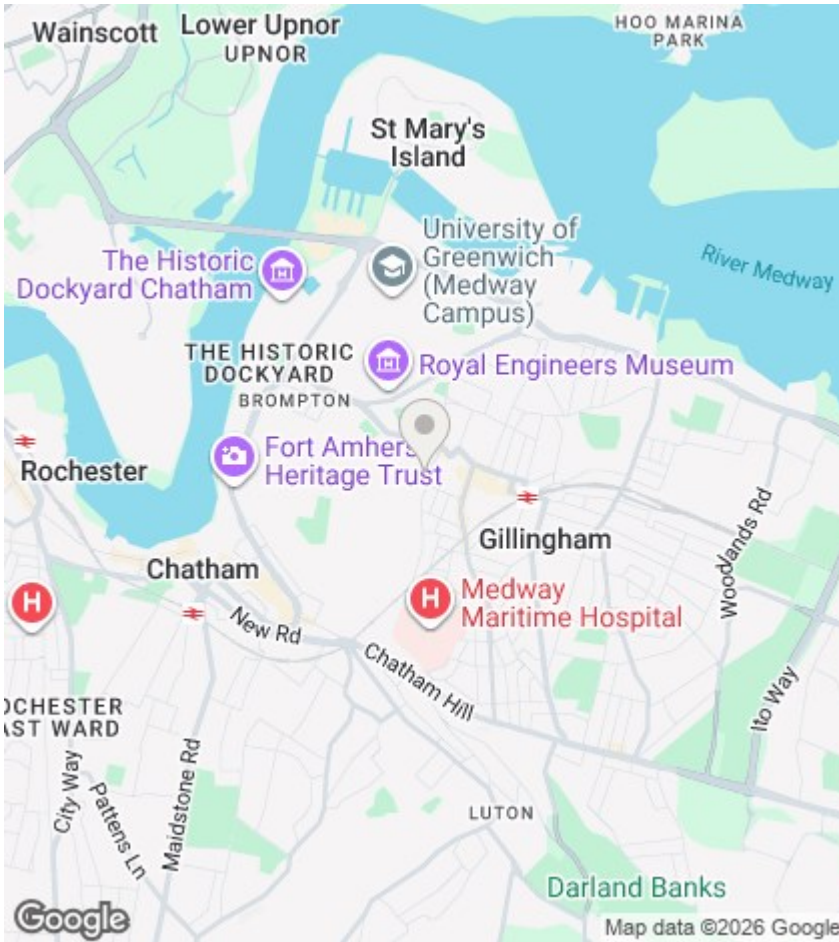 Wainscott
Lower Upnor
UPNOR
HOO MARINA
PARK
St Mary's
Island
University of
Greenwich
(Medway
Campus)
River Medway
The Historic
Dockyard Chatham
THE HISTORIC
DOCKYARD
BROMPTON
Royal Engineers Museum
Rochester
Fort Amhers
Heritage Trust
Gillingham
Woodlands Rd
Chatham
H
H
Medway
Maritime Hospital
New Rd
Chatham Hill
Ito Way
OCHESTER
AST WARD
City Way
Pattens Ln
Maidstone Rd
LUTON
Darland Banks
Google
Map data ©2026 Google